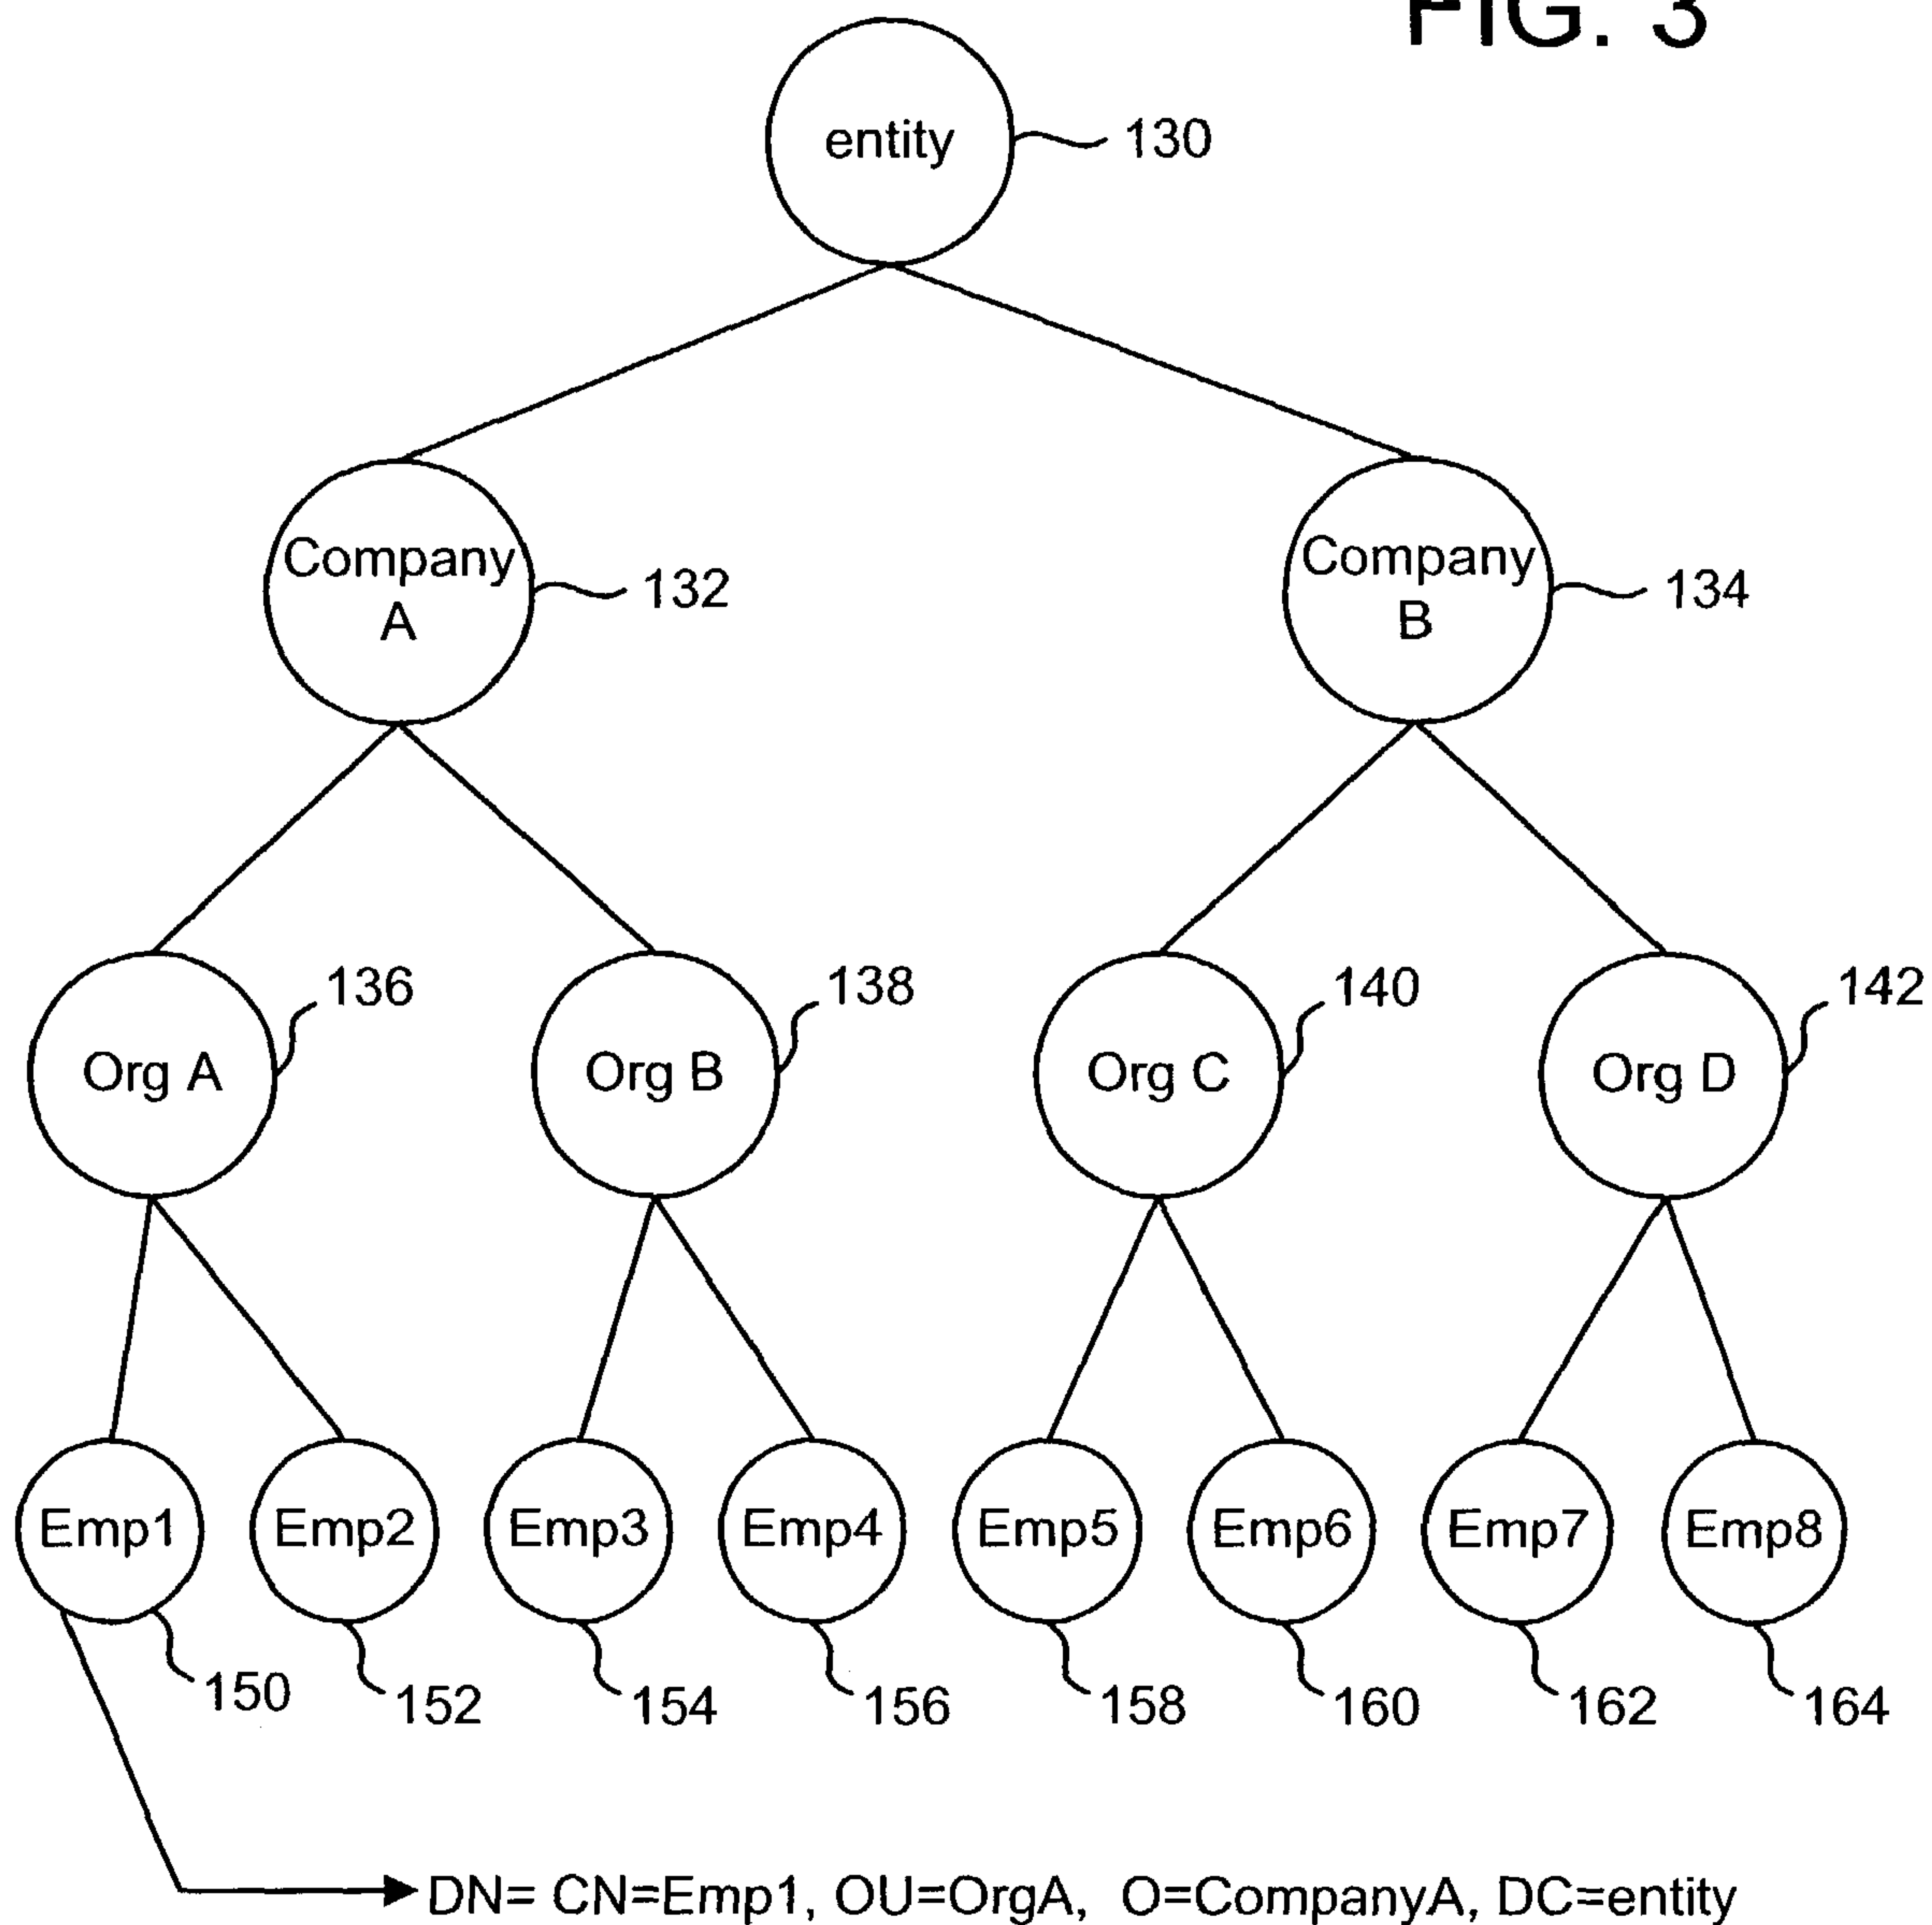 FIG. 3
entity
130
Company
A
132
Company
B
134
136
138
140
142
Org A
Org B
Org C
Org D
Emp1
Emp2
Emp3
Emp4
Emp5
Emp6
Emp7
Emp8
150
152
154
156
158
160
162
164
DN= CN=Emp1, OU=OrgA, O=CompanyA, DC=entity